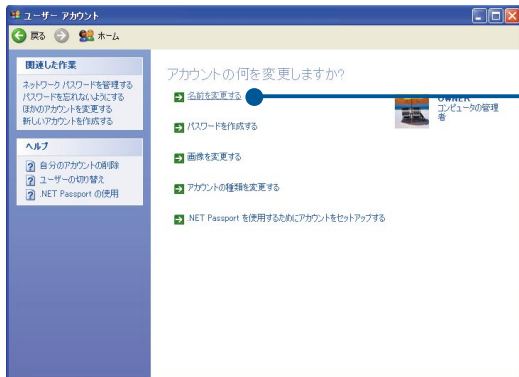 ユーザー アカウント
戻る
ホーム
関連した作業
ネットワーク パスワードを管理する
パスワードを忘れないようにする
ほかのアカウントを変更する
新しいアカウントを作成する
ヘルプ
自分のアカウントの削除
ユーザーの切り替え
.NET Passport の使用
アカウントの何を変更しますか?
名前を変更する
パスワードを作成する
画像を変更する
アカウントの種類を変更する
.NET Passport を使用するためにアカウントをセットアップする
OWNER
コンピュータの管理
者